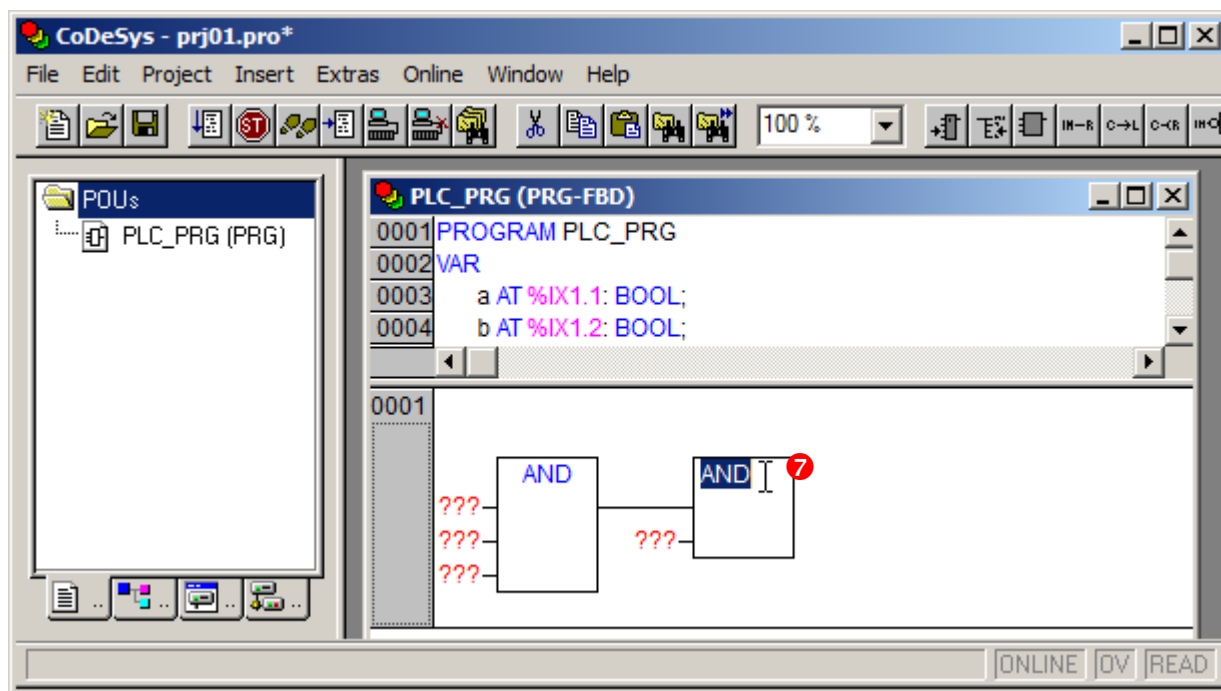 CoDeSys - prj01.pro*
File Edit Project Insert Extras Online Window Help
ST 100 % IN-R C→L C-(R
POUs
PLC_PRG (PRG)
PLC_PRG (PRG-FBD)
0001 PROGRAM PLC_PRG
0002 VAR
0003 a AT %IX1.1: BOOL;
0004 b AT %IX1.2: BOOL;
0001
AND AND 7
???
??? ???
???
.. .. .. ..
ONLINE OV READ